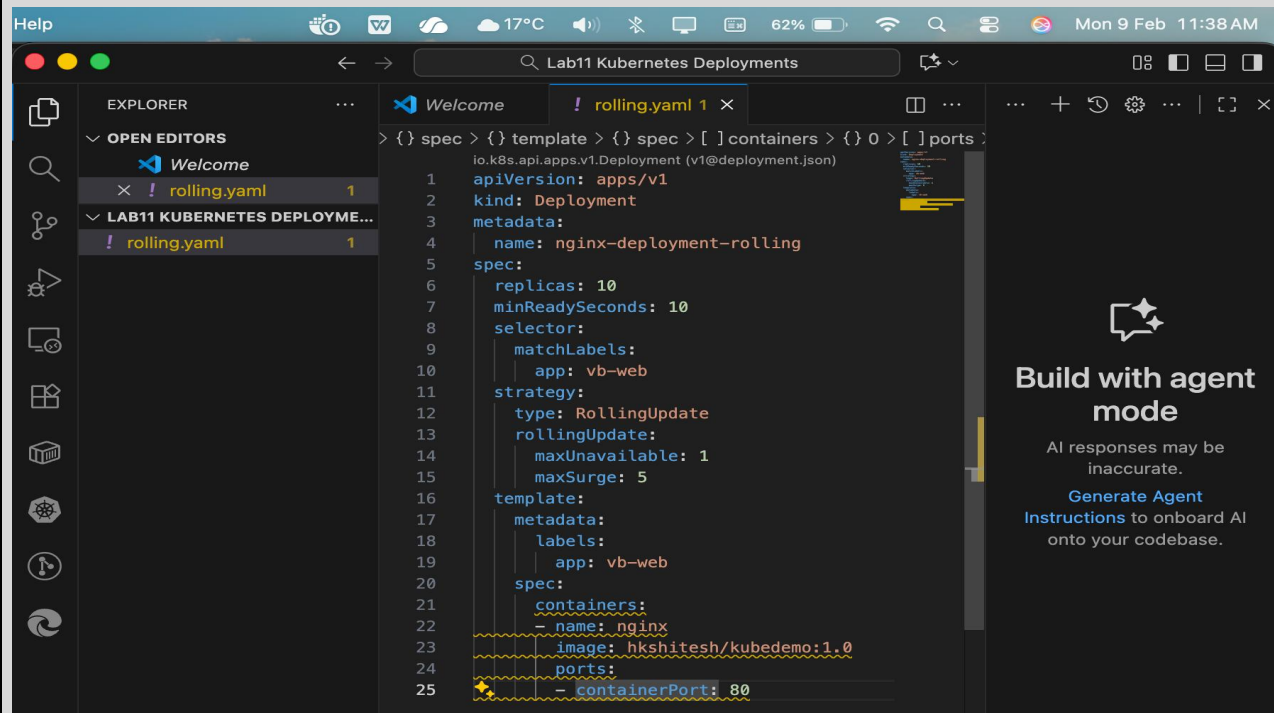 Help 17°C 62% Mon 9 Feb 11:38 AM
Lab11 Kubernetes Deployments
EXPLORER ...
OPEN EDITORS
Welcome
! rolling.yaml 1
LAB11 KUBERNETES DEPLOYME...
! rolling.yaml 1
Welcome ! rolling.yaml 1
> {} spec > {} template > {} spec > [ ] containers > {} 0 > [ ] ports >
io.k8s.api.apps.v1.Deployment (v1@deployment.json)
1 apiVersion: apps/v1
2 kind: Deployment
3 metadata:
4 name: nginx-deployment-rolling
5 spec:
6 replicas: 10
7 minReadySeconds: 10
8 selector:
9 matchLabels:
10 app: vb-web
11 strategy:
12 type: RollingUpdate
13 rollingUpdate:
14 maxUnavailable: 1
15 maxSurge: 5
16 template:
17 metadata:
18 labels:
19 app: vb-web
20 spec:
21 containers:
22 - name: nginx
23 image: hkshitesh/kubedemo:1.0
24 ports:
25 - containerPort: 80
Build with agent
mode
AI responses may be
inaccurate.
Generate Agent
Instructions to onboard AI
onto your codebase.